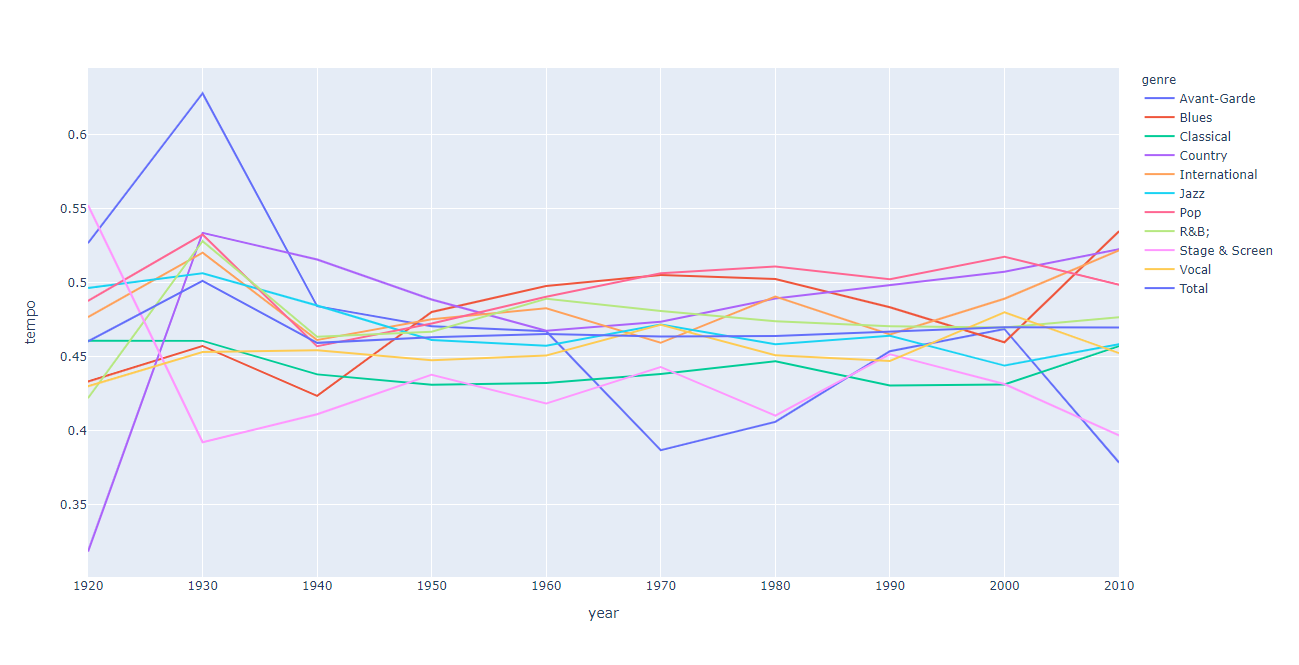 genre
Avant-Garde
Blues
Classical
Country
International
Jazz
Pop
R&B;
Stage & Screen
Vocal
Total
tempo
0.6
0.55
0.5
0.45
0.4
0.35
1920 1930 1940 1950 1960 1970 1980 1990 2000 2010
year